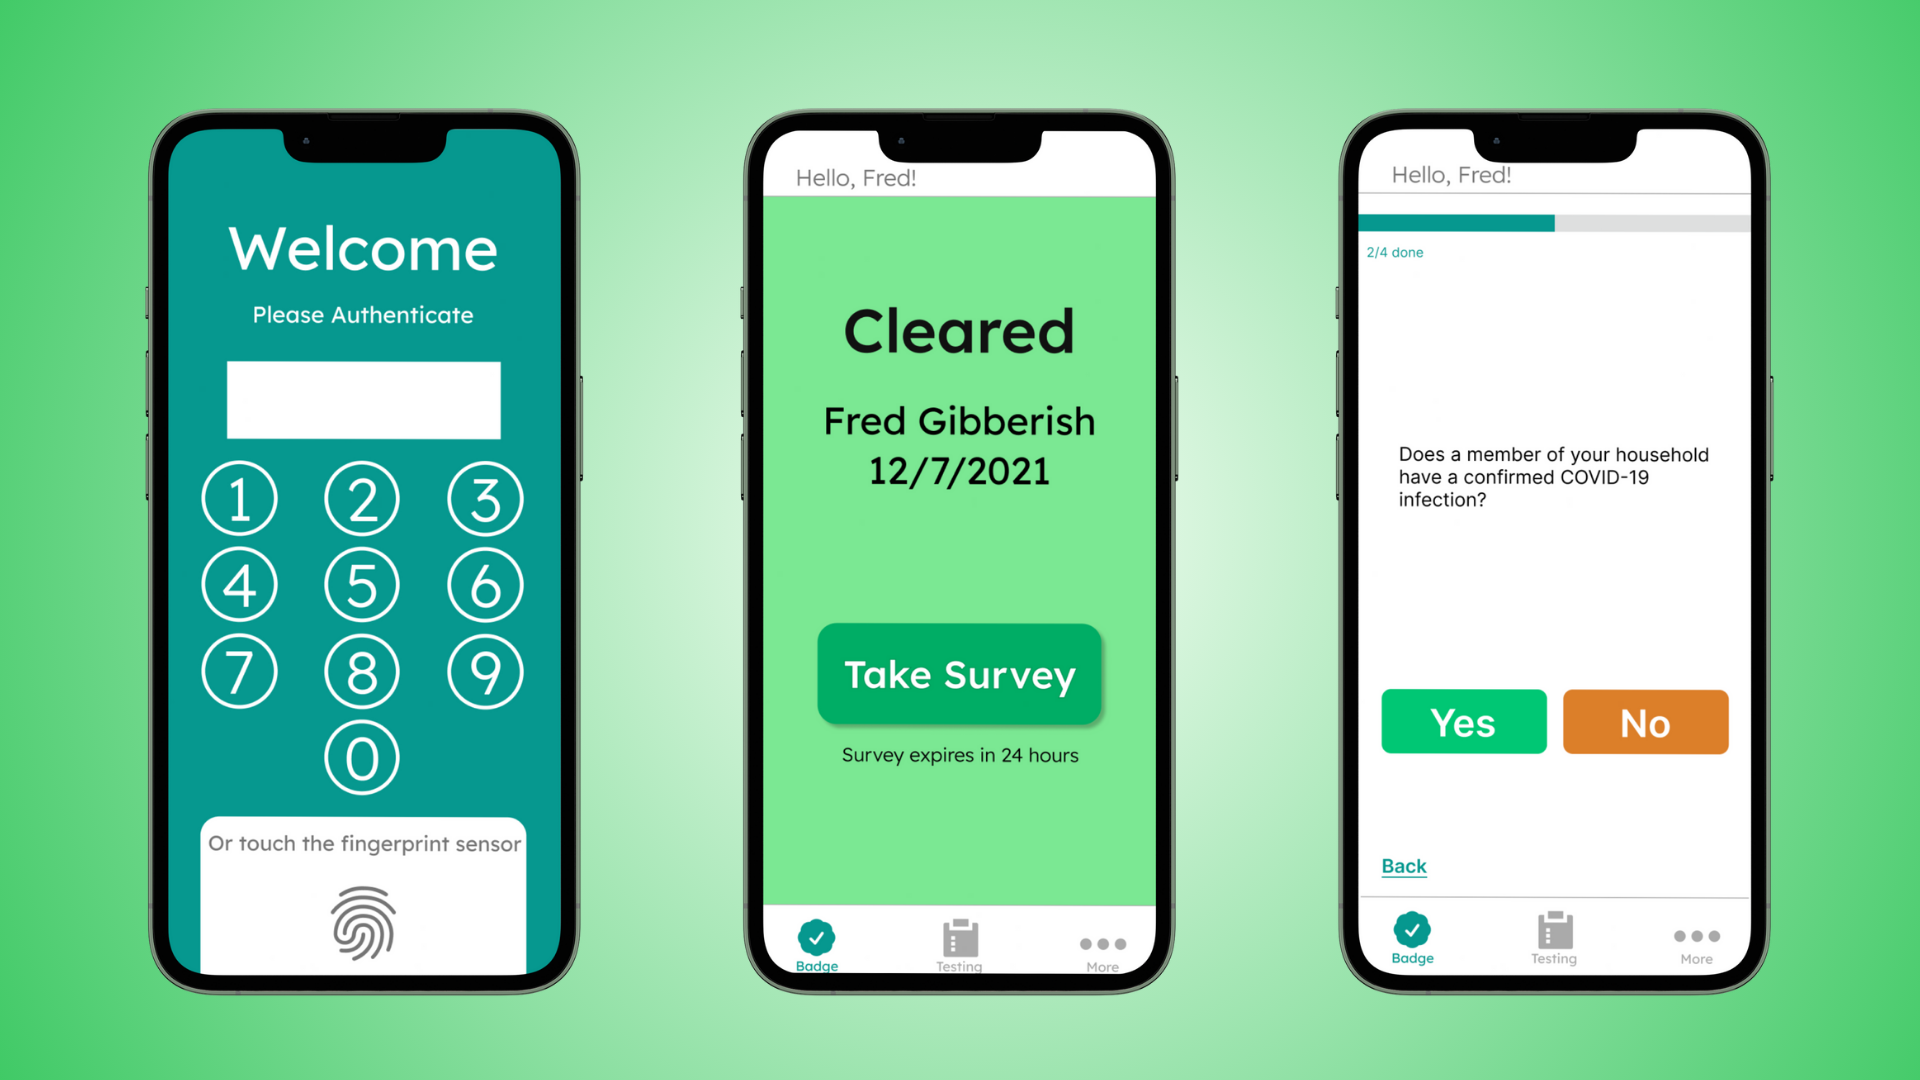 Welcome
Please Authenticate
1 2 3
4 5 6
7 8 9
0
Or touch the fingerprint sensor
Hello, Fred!
Cleared
Fred Gibberish
12/7/2021
Take Survey
Survey expires in 24 hours
Badge Testing More
Hello, Fred!
2/4 done
Does a member of your household
have a confirmed COVID-19
infection?
Yes No
Back
Badge Testing More